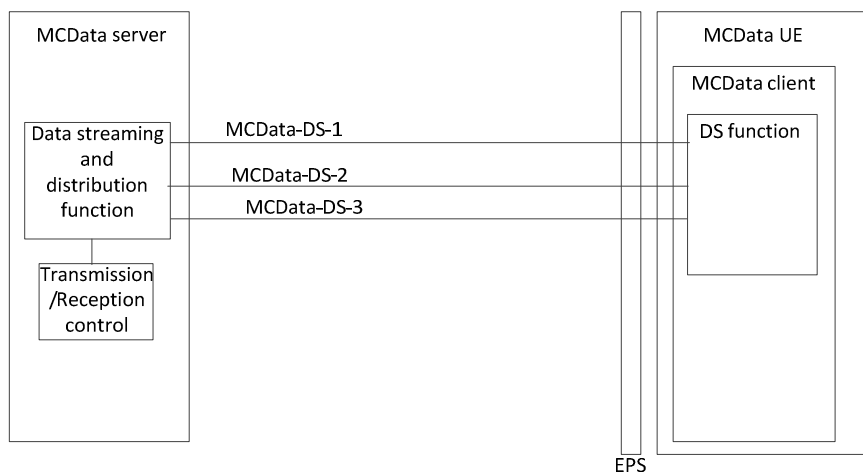 MCData server
MCData UE
MCData client
Data streaming
and
distribution
function
MCData-DS-1
MCData-DS-2
MCData-DS-3
DS function
Transmission
/Reception
control
EPS